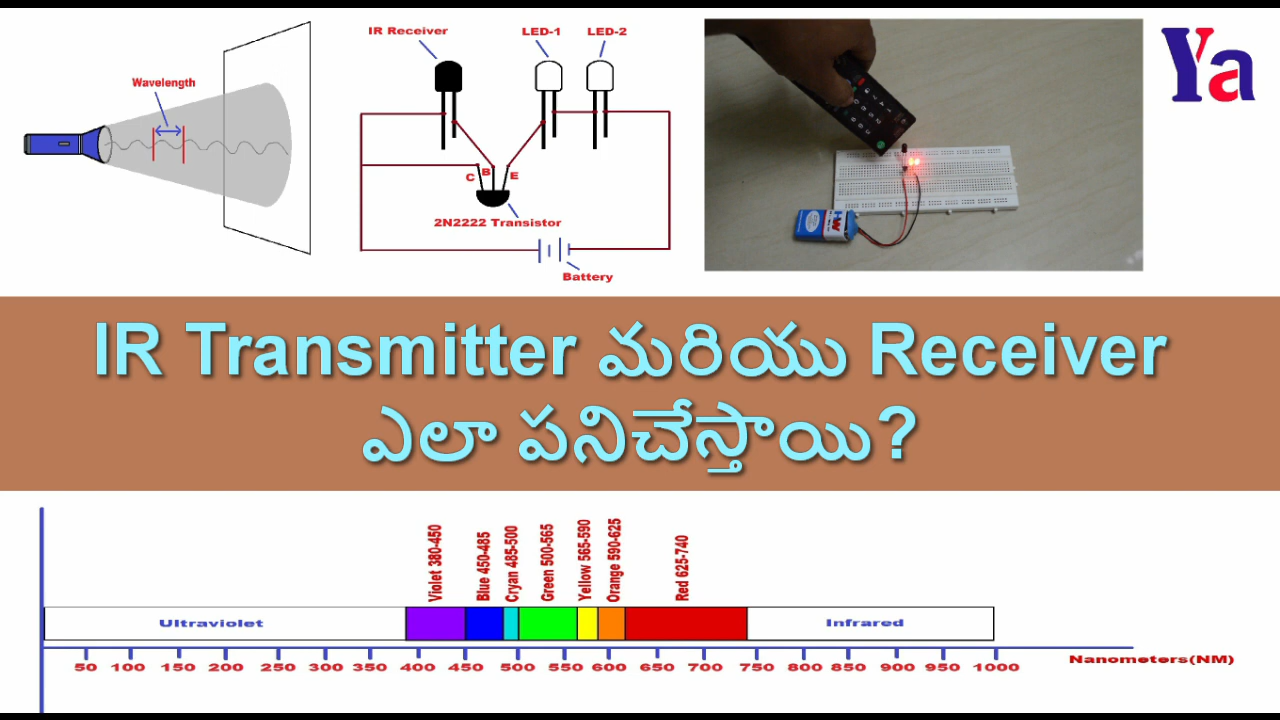 Wavelength
IR Receiver
LED-1
LED-2
C
B
E
2N2222 Transistor
Battery
Ya
IR Transmitter మరియు Receiver
ఎలా పనిచేస్తాయి?
Violet 380-450
Blue 450-485
Cryan 485-500
Green 500-565
Yellow 565-590
Orange 590-625
Red 625-740
Ultraviolet
Infrared
50 100 150 200 250 300 350 400 450 500 550 600 650 700 750 800 850 900 950 1000
Nanometers(NM)